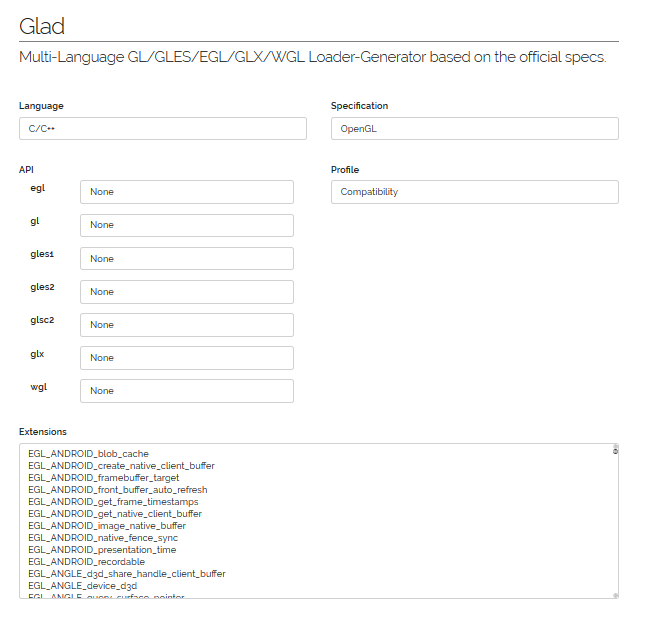 Glad
Multi-Language GL/GLES/EGL/GLX/WGL Loader-Generator based on the official specs.
Language
Specification
C/C++
OpenGL
API
Profile
egl
None
Compatibility
gl
None
gles1
None
gles2
None
glsc2
None
glx
None
wgl
None
Extensions
EGL_ANDROID_blob_cache
EGL_ANDROID_create_native_client_buffer
EGL_ANDROID_framebuffer_target
EGL_ANDROID_front_buffer_auto_refresh
EGL_ANDROID_get_frame_timestamps
EGL_ANDROID_get_native_client_buffer
EGL_ANDROID_image_native_buffer
EGL_ANDROID_native_fence_sync
EGL_ANDROID_presentation_time
EGL_ANDROID_recordable
EGL_ANGLE_d3d_share_handle_client_buffer
EGL_ANGLE_device_d3d
EGL_ANGLE_query_surface_pointer